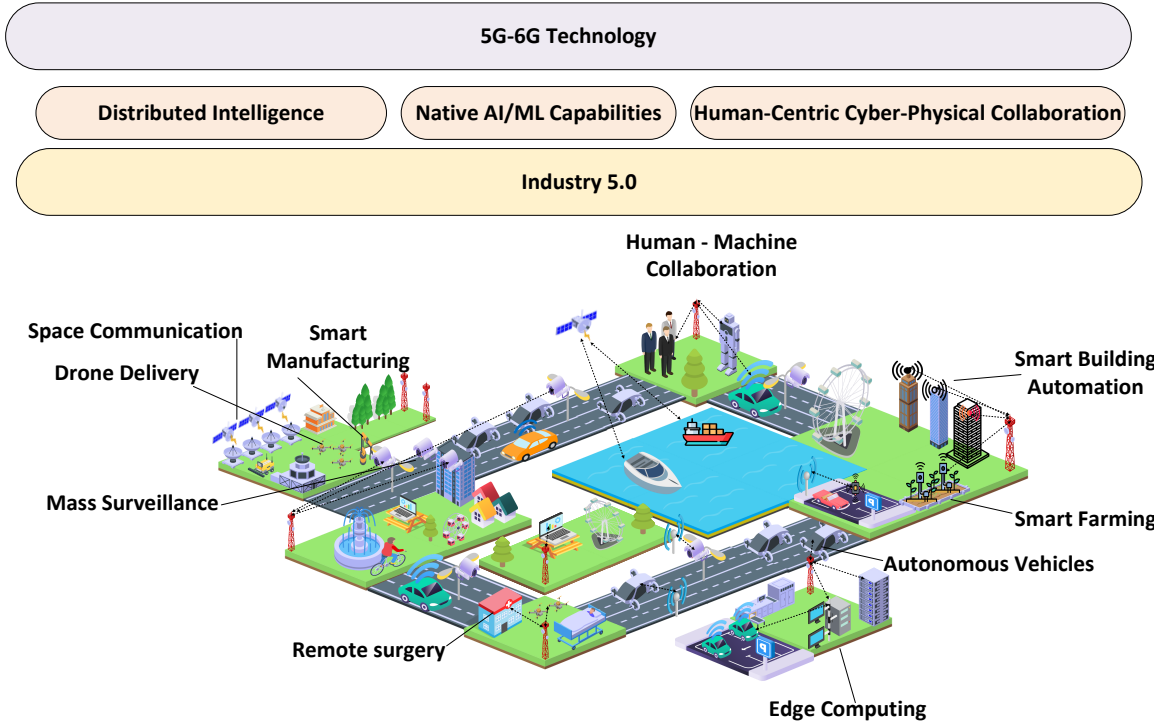 5G-6G Technology
Distributed Intelligence
Native AI/ML Capabilities
Human-Centric Cyber-Physical Collaboration
Industry 5.0
Human - Machine
Collaboration
Space Communication
Smart
Manufacturing
Drone Delivery
Smart Building
Automation
Mass Surveillance
Smart Farming
Autonomous Vehicles
Remote surgery
Edge Computing
P
P